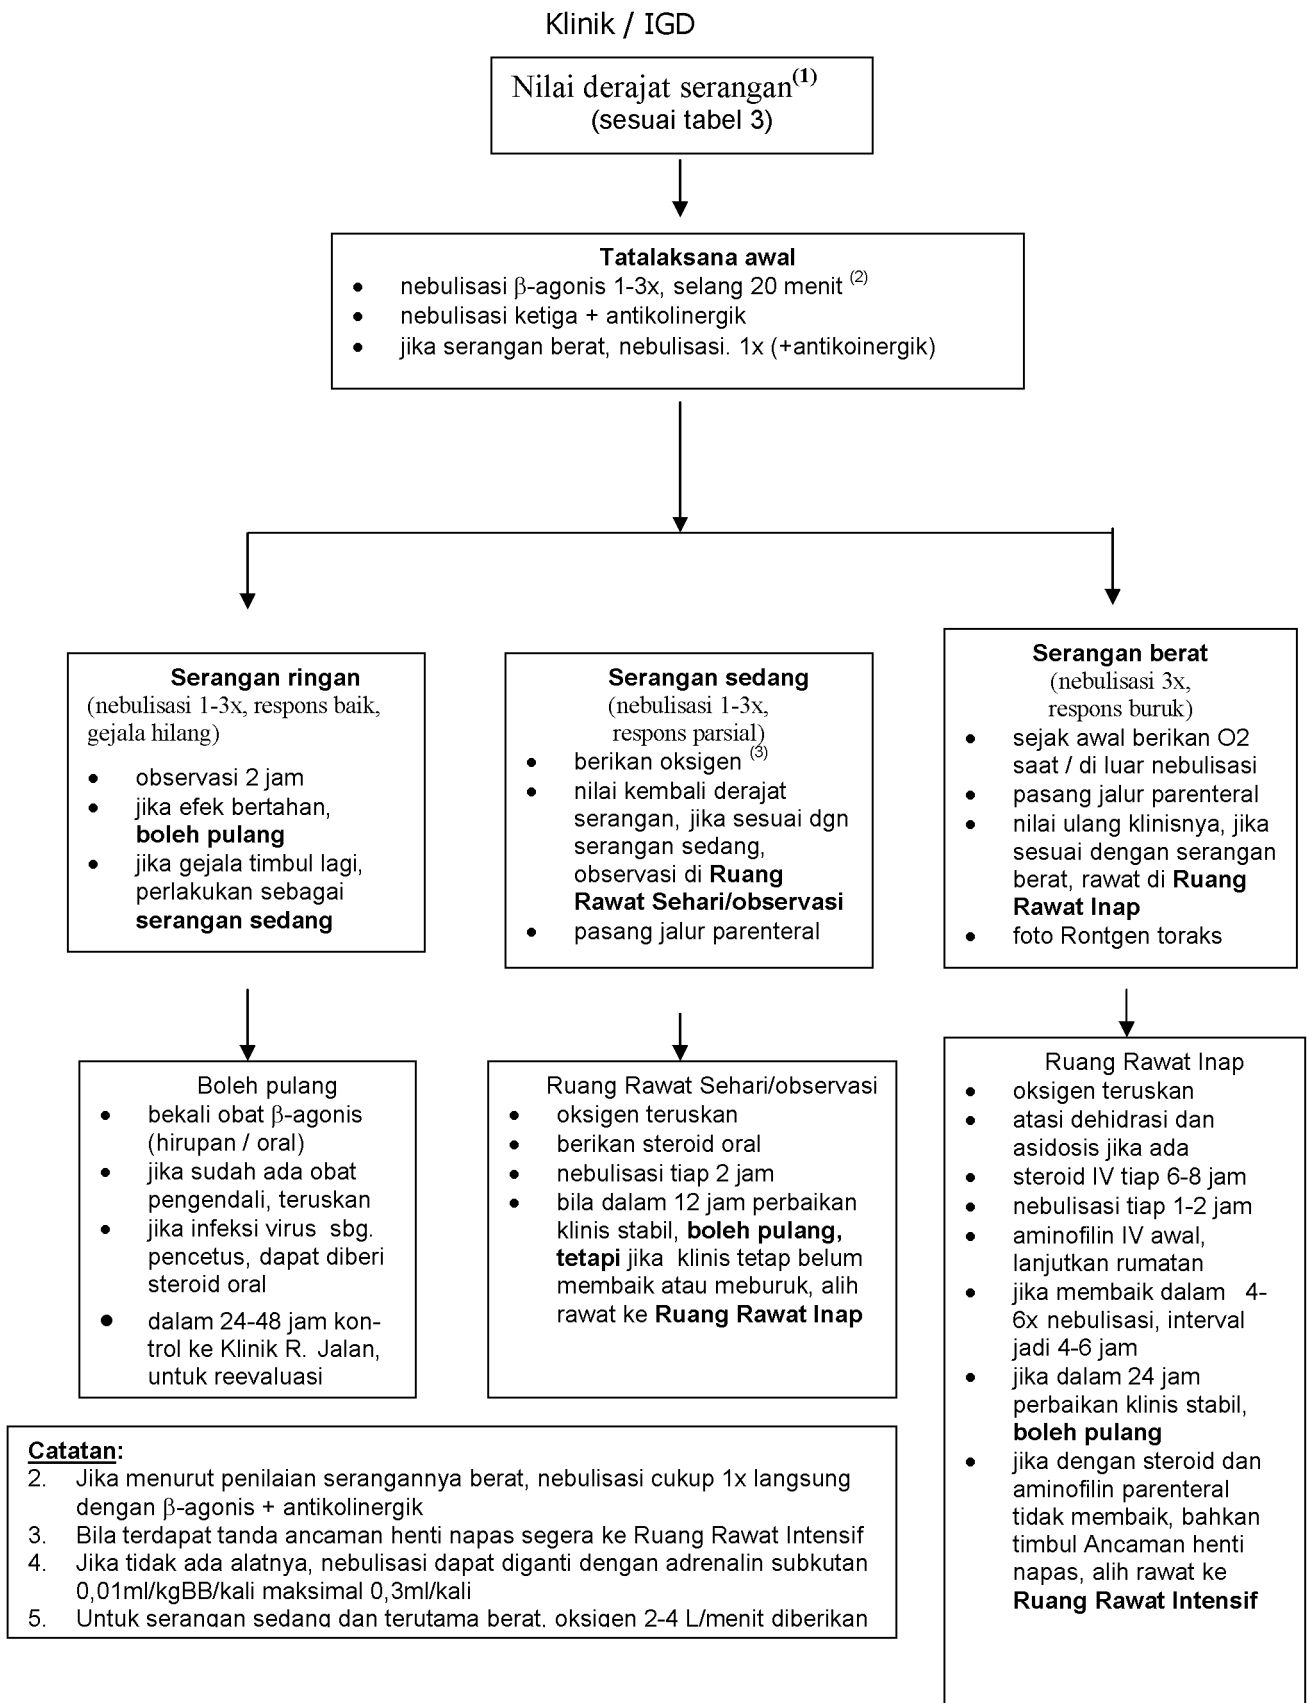 Klinik / IGD
Nilai derajat serangan(1)
(sesuai tabel 3)
Tatalaksana awal
• nebulisasi β-agonis 1-3x, selang 20 menit (2)
• nebulisasi ketiga + antikolinergik
• jika serangan berat, nebulisasi. 1x (+antikoinergik)
Serangan ringan
(nebulisasi 1-3x, respons baik,
gejala hilang)
• observasi 2 jam
• jika efek bertahan,
boleh pulang
• jika gejala timbul lagi,
perlakukan sebagai
serangan sedang
Serangan sedang
(nebulisasi 1-3x,
respons parsial)
• berikan oksigen (3)
• nilai kembali derajat
serangan, jika sesuai dgn
serangan sedang,
observasi di Ruang
Rawat Sehari/observasi
• pasang jalur parenteral
Serangan berat
(nebulisasi 3x,
respons buruk)
• sejak awal berikan O2
saat / di luar nebulisasi
• pasang jalur parenteral
• nilai ulang klinisnya, jika
sesuai dengan serangan
berat, rawat di Ruang
Rawat Inap
• foto Rontgen toraks
Boleh pulang
• bekali obat β-agonis
(hirupan / oral)
• jika sudah ada obat
pengendali, teruskan
• jika infeksi virus sbg.
pencetus, dapat diberi
steroid oral
• dalam 24-48 jam kon-
trol ke Klinik R. Jalan,
untuk reevaluasi
Ruang Rawat Sehari/observasi
• oksigen teruskan
• berikan steroid oral
• nebulisasi tiap 2 jam
• bila dalam 12 jam perbaikan
klinis stabil, boleh pulang,
tetapi jika klinis tetap belum
membaik atau meburuk, alih
rawat ke Ruang Rawat Inap
Ruang Rawat Inap
• oksigen teruskan
• atasi dehidrasi dan
asidosis jika ada
• steroid IV tiap 6-8 jam
• nebulisasi tiap 1-2 jam
• aminofilin IV awal,
lanjutkan rumatan
• jika membaik dalam 4-
6x nebulisasi, interval
jadi 4-6 jam
• jika dalam 24 jam
perbaikan klinis stabil,
boleh pulang
• jika dengan steroid dan
aminofilin parenteral
tidak membaik, bahkan
timbul Ancaman henti
napas, alih rawat ke
Ruang Rawat Intensif
Catatan:
2. Jika menurut penilaian serangannya berat, nebulisasi cukup 1x langsung
dengan β-agonis + antikolinergik
3. Bila terdapat tanda ancaman henti napas segera ke Ruang Rawat Intensif
4. Jika tidak ada alatnya, nebulisasi dapat diganti dengan adrenalin subkutan
0,01ml/kgBB/kali maksimal 0,3ml/kali
5. Untuk serangan sedang dan terutama berat, oksigen 2-4 L/menit diberikan